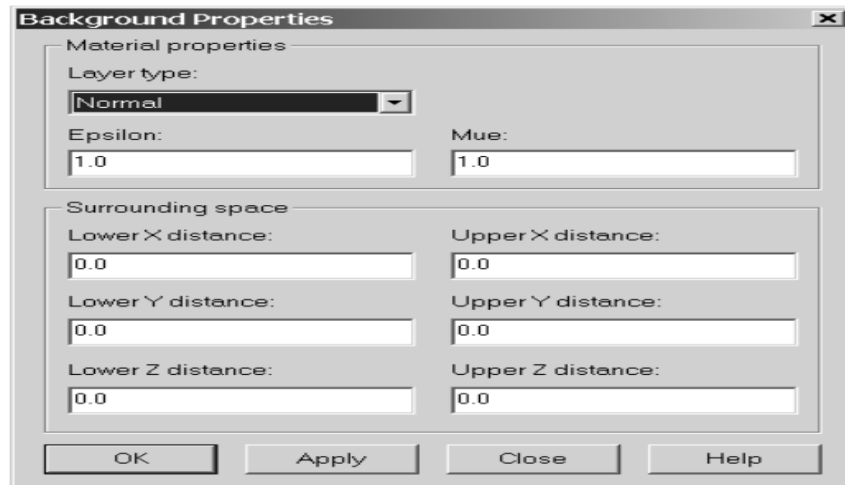 Background Properties
Material properties
Layer type:
Normal
Epsilon: Mue:
1.0 1.0
Surrounding space
Lower X distance: Upper X distance:
0.0 0.0
Lower Y distance: Upper Y distance:
0.0 0.0
Lower Z distance: Upper Z distance:
0.0 0.0
OK Apply Close Help